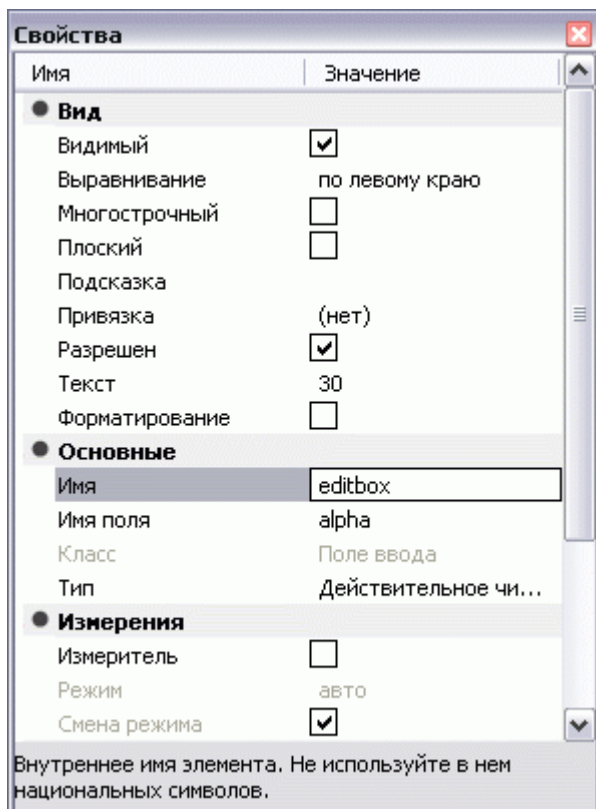 Свойства
Имя Значение
Вид
Видимый
Выравнивание по левому краю
Многострочный
Плоский
Подсказка
Привязка (нет)
Разрешен
Текст 30
Форматирование
Основные
Имя editbox
Имя поля alpha
Класс Поле ввода
Тип Действительное чи...
Измерения
Измеритель
Режим авто
Смена режима
Внутреннее имя элемента. Не используйте в нем
национальных символов.